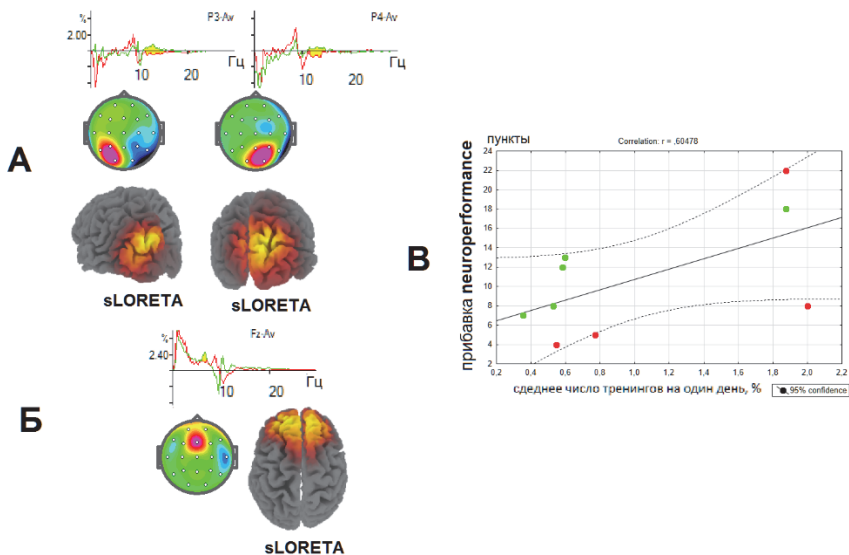 P3-Av
P4-Av
%
2.00
Гц
10
20
Гц
10
20
А
sLORETA
sLORETA
Fz-Av
%
2.40
Гц
10
20
Б
sLORETA
пункты
Correlation: r = ,60478
прибавка neuroperformance
24
22
20
18
16
14
12
10
8
6
4
2
0,2 0,4 0,6 0,8 1,0 1,2 1,4 1,6 1,8 2,0 2,2
сдеднее число тренингов на один день, %
95% confidence
В